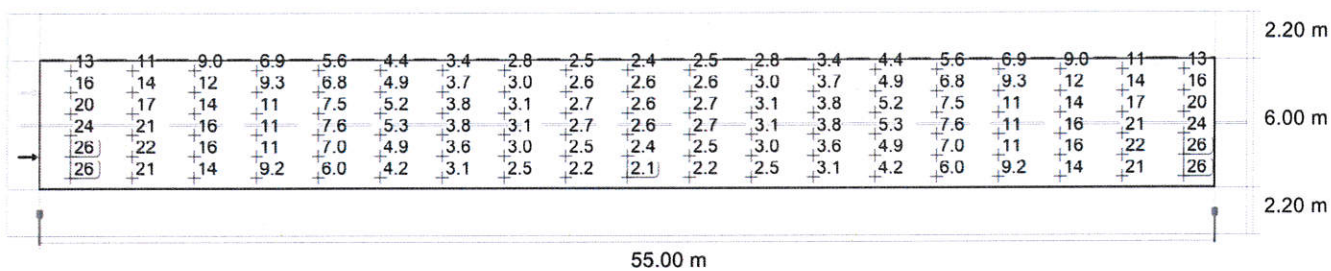 2.20 m
13 11 9.0 6.9 5.6 4.4 3.4 2.8 2.5 2.4 2.5 2.8 3.4 4.4 5.6 6.9 9.0 11 13
16 14 12 9.3 6.8 4.9 3.7 3.0 2.6 2.6 2.6 3.0 3.7 4.9 6.8 9.3 12 14 16
20 17 14 11 7.5 5.2 3.8 3.1 2.7 2.6 2.7 3.1 3.8 5.2 7.5 11 14 17 20
24 21 16 11 7.6 5.3 3.8 3.1 2.7 2.6 2.7 3.1 3.8 5.3 7.6 11 16 21 24
6.00 m
26 22 16 11 7.0 4.9 3.6 3.0 2.5 2.4 2.5 3.0 3.6 4.9 7.0 11 16 22 26
26 21 14 9.2 6.0 4.2 3.1 2.5 2.2 2.1 2.2 2.5 3.1 4.2 6.0 9.2 14 21 26
2.20 m
55.00 m